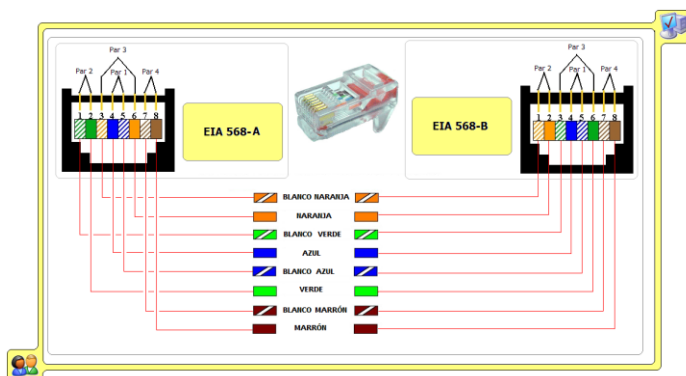 Par 3
Par 2 Par 1 Par 4
1 2 3 4 5 6 7 8
EIA 568-A
Par 3
Par 2 Par 1 Par 4
1 2 3 4 5 6 7 8
EIA 568-B
BLANCO NARANJA
NARANJA
BLANCO VERDE
AZUL
BLANCO AZUL
VERDE
BLANCO MARRÓN
MARRÓN